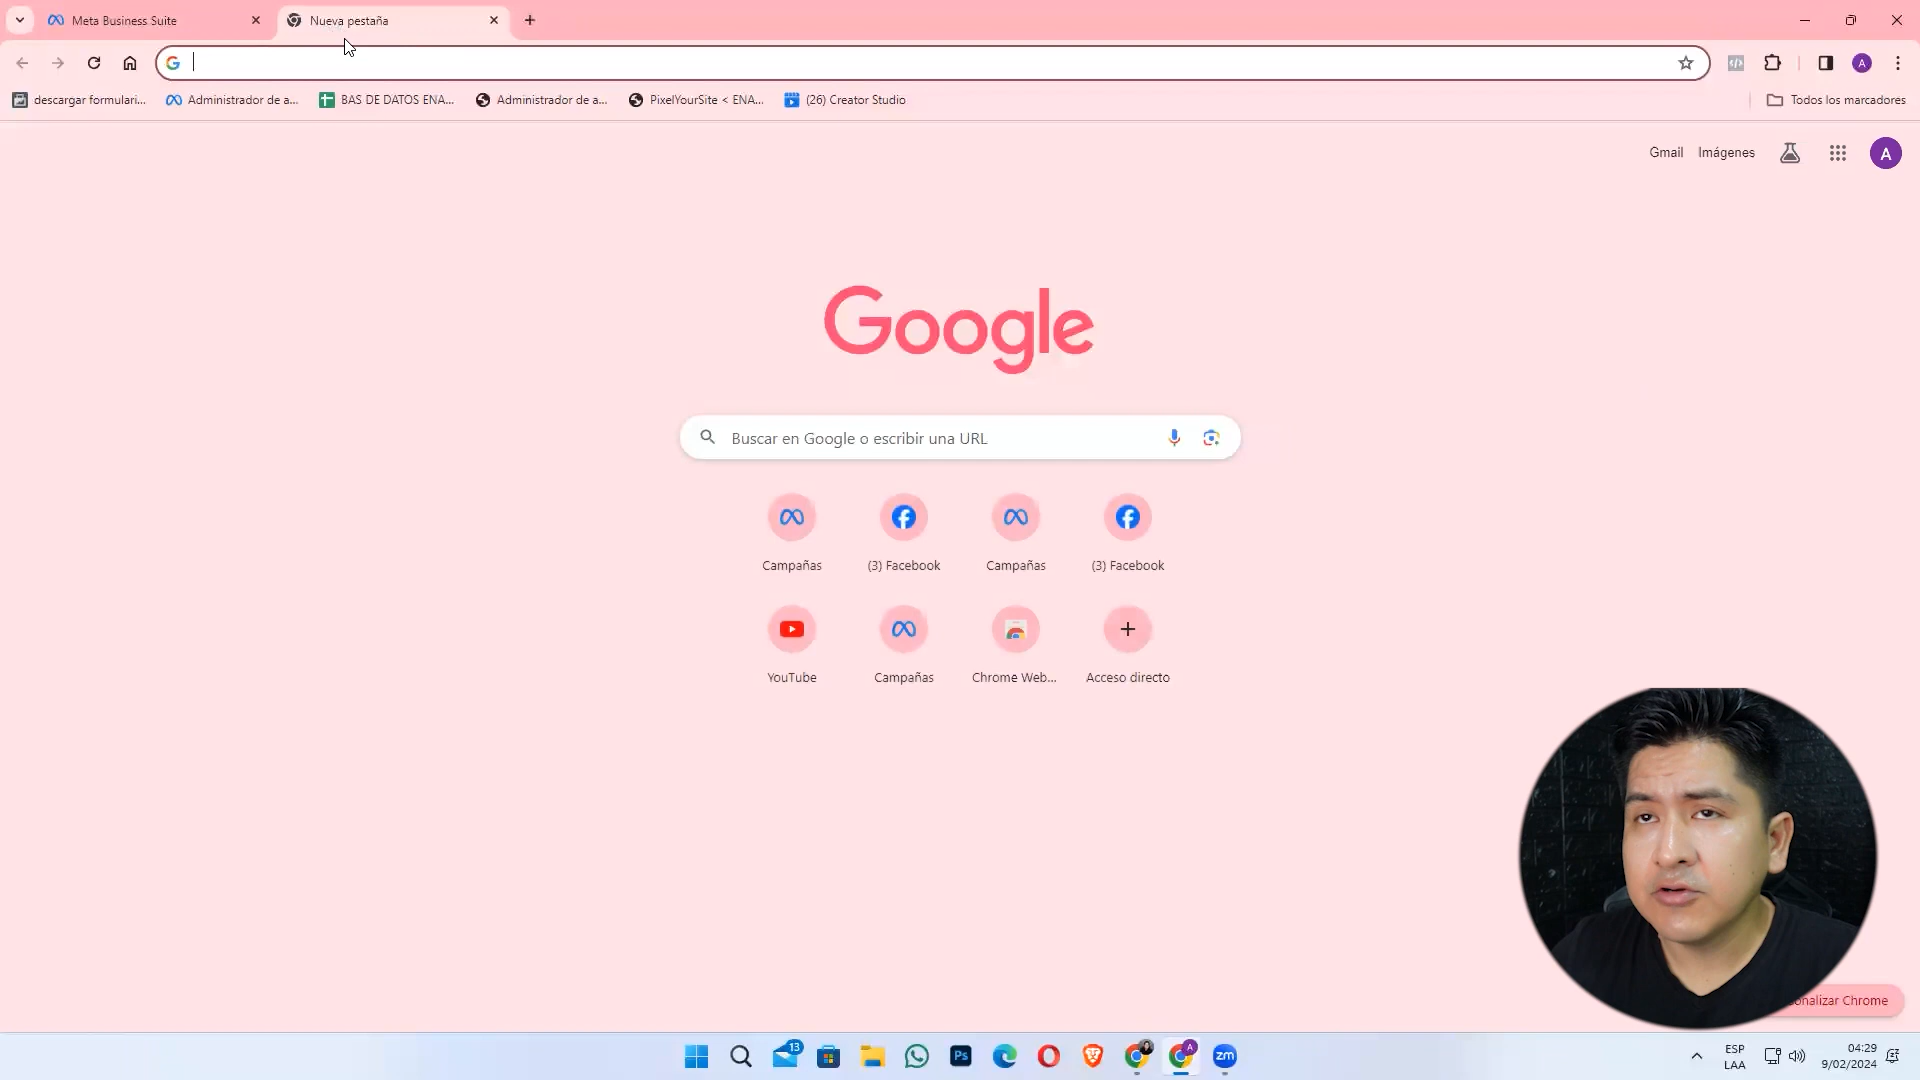 Meta Business Suite
Nueva pestaña
descargar formulari...
Administrador de a...
BAS DE DATOS ENA...
Administrador de a...
PixelYourSite < ENA...
(26) Creator Studio
Todos los marcadores
A
Gmail
Imágenes
A
Google
Buscar en Google o escribir una URL
Campañas
(3) Facebook
Campañas
(3) Facebook
YouTube
Campañas
Chrome Web...
Acceso directo
onalizar Chrome
13
Ps
A
zm
ESP
LAA
04:29
9/02/2024